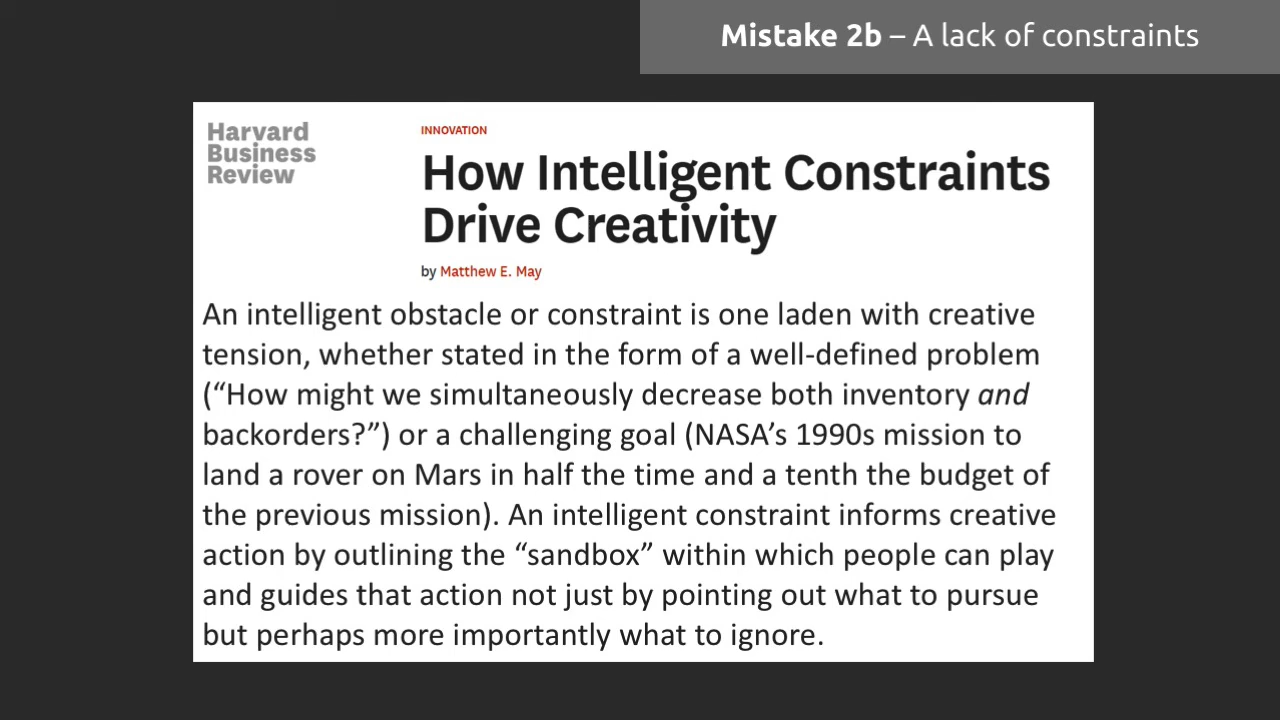 Mistake 2b – A lack of constraints
Harvard
Business
Review
INNOVATION
How Intelligent Constraints
Drive Creativity
by Matthew E. May
An intelligent obstacle or constraint is one laden with creative
tension, whether stated in the form of a well-defined problem
(“How might we simultaneously decrease both inventory and
backorders?”) or a challenging goal (NASA’s 1990s mission to
land a rover on Mars in half the time and a tenth the budget of
the previous mission). An intelligent constraint informs creative
action by outlining the “sandbox” within which people can play
and guides that action not just by pointing out what to pursue
but perhaps more importantly what to ignore.